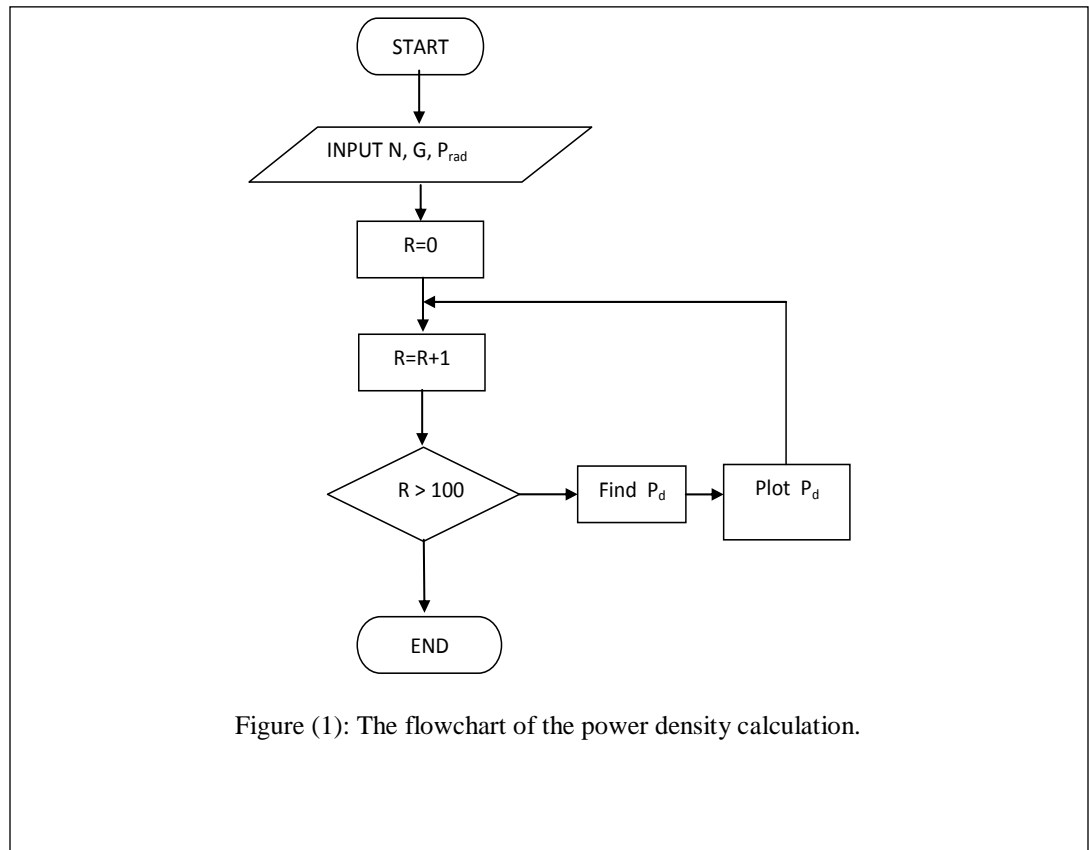 START
INPUT N, G, Prad
R=0
R=R+1
R > 100
Find Pd
Plot Pd
END
Figure (1): The flowchart of the power density calculation.